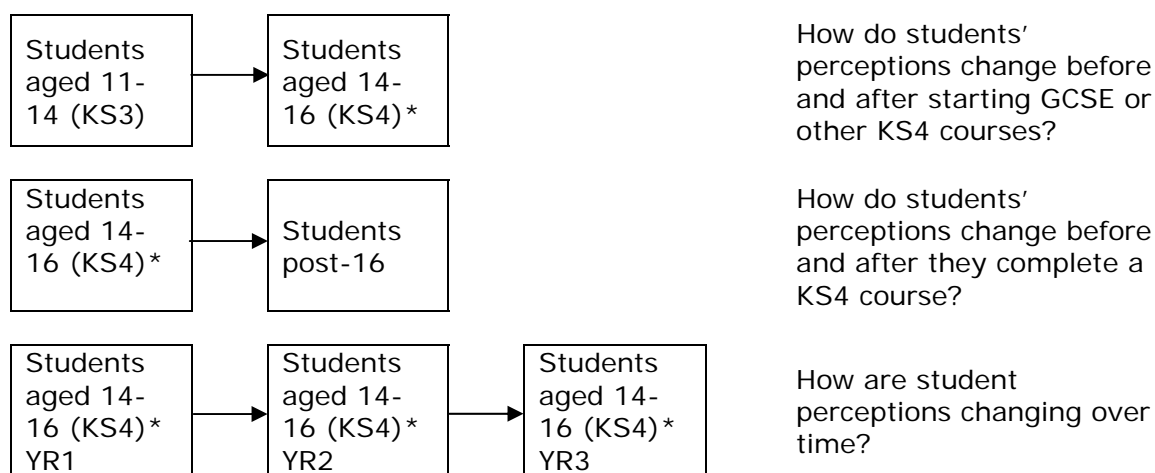 Students
aged 11-
14 (KS3)
Students
aged 14-
16 (KS4)*
How do students’
perceptions change before
and after starting GCSE or
other KS4 courses?
Students
aged 14-
16 (KS4)*
Students
post-16
How do students’
perceptions change before
and after they complete a
KS4 course?
Students
aged 14-
16 (KS4)*
YR1
Students
aged 14-
16 (KS4)*
YR2
Students
aged 14-
16 (KS4)*
YR3
How are student
perceptions changing over
time?